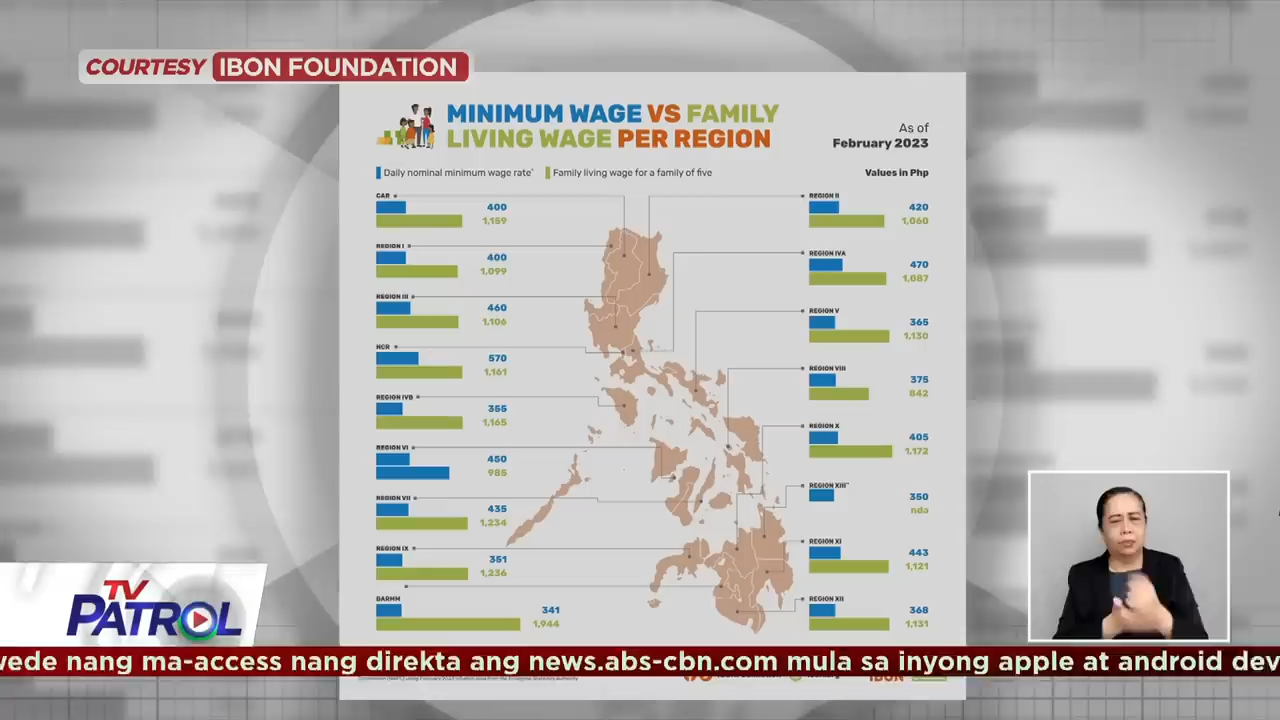 COURTESY IBON FOUNDATION
MINIMUM WAGE VS FAMILY
LIVING WAGE PER REGION
As of
February 2023
Daily nominal minimum wage rate*
Family living wage for a family of five
Values in Php
CAR
400
1,159
REGION I
400
1,099
REGION III
460
1,106
NCR
570
1,161
REGION IVB
355
1,165
REGION VI
450
985
REGION VII
435
1,234
REGION IX
351
1,236
BARMM
341
1,944
REGION II
420
1,060
REGION IVA
470
1,087
REGION V
365
1,130
REGION VIII
375
842
REGION X
405
1,172
REGION XIII**
350
nda
REGION XI
443
1,121
REGION XII
368
1,131
TV
PATROL
wede nang ma-access nang direkta ang news.abs-cbn.com mula sa inyong apple at android dev
IBON